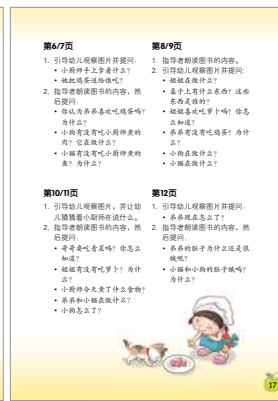 第6/7页
1. 引导幼儿观察图片并提问：
• 小厨师手上拿着什么？
• 她把鸡蛋送给谁吃？
2. 指导者朗读图书的内容，然
后提问：
• 你认为弟弟喜欢吃鸡蛋吗？
为什么？
• 小狗有没有吃小厨师煮的
肉？它在做什么？
• 小猫有没有吃小厨师煮的
鱼？为什么？
第8/9页
1. 指导者朗读图书的内容。
2. 引导幼儿观察图片并提问：
• 姐姐在做什么？
• 桌子上有什么东西？这些
东西是谁的？
• 姐姐喜欢吃萝卜吗？你怎
么知道？
• 弟弟有没有吃鸡蛋？为什
么？
• 小狗在做什么？
• 小猫在做什么？
第10/11页
1. 引导幼儿观察图片，并让幼
儿猜猜看小厨师在说什么。
2. 指导者朗读图书的内容，然
后提问：
• 哥哥要吃青菜吗？你怎么
知道？
• 姐姐有没有吃萝卜？为什
么？
• 小厨师今天煮了什么食物？
• 弟弟和小猫在做什么？
• 小狗怎么了？
第12页
1. 引导幼儿观察图片并提问：
• 弟弟现在怎么了？
2. 指导者朗读图书的内容，然
后提问：
• 弟弟的肚子为什么还是很
饿呢？
• 小猫和小狗的肚子饿吗？
为什么？
17